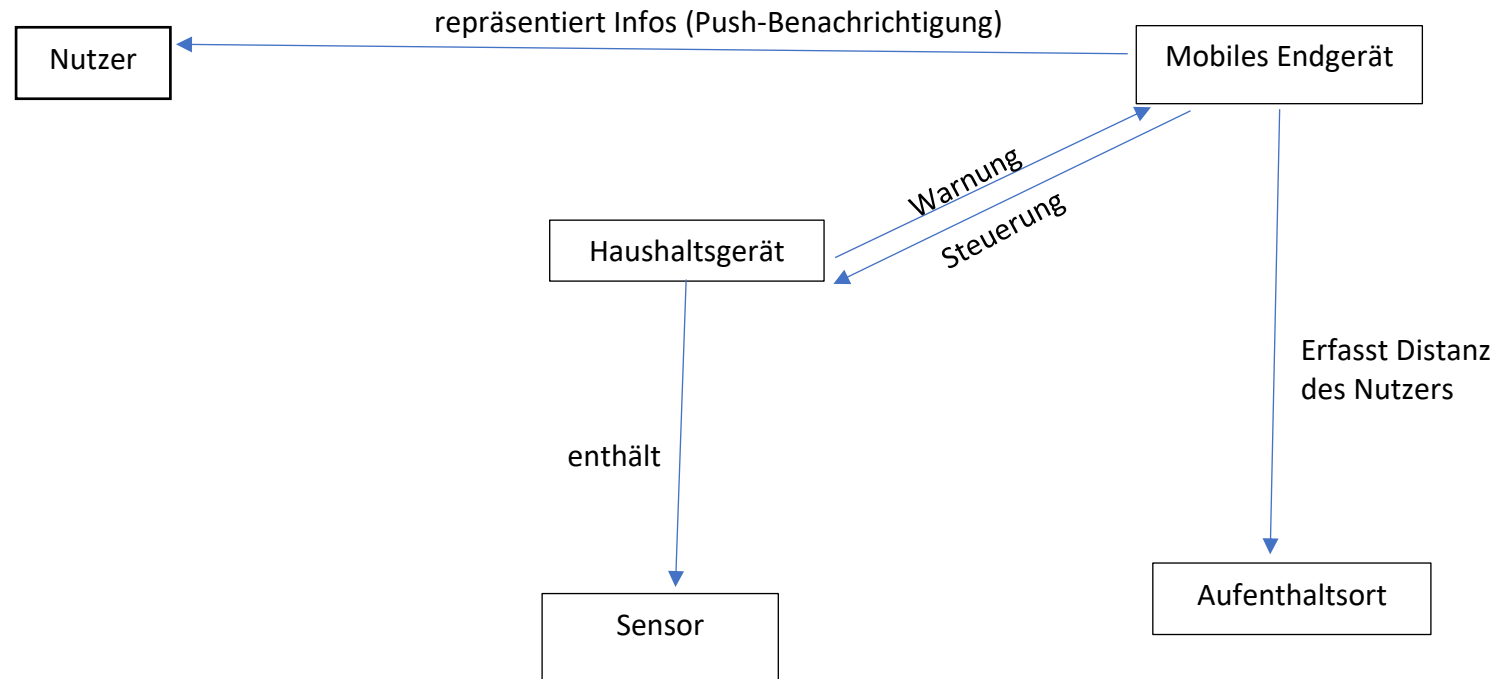 repräsentiert Infos (Push-Benachrichtigung)
Nutzer
Mobiles Endgerät
Warnung
Steuerung
Haushaltsgerät
Erfasst Distanz
des Nutzers
enthält
Aufenthaltsort
Sensor